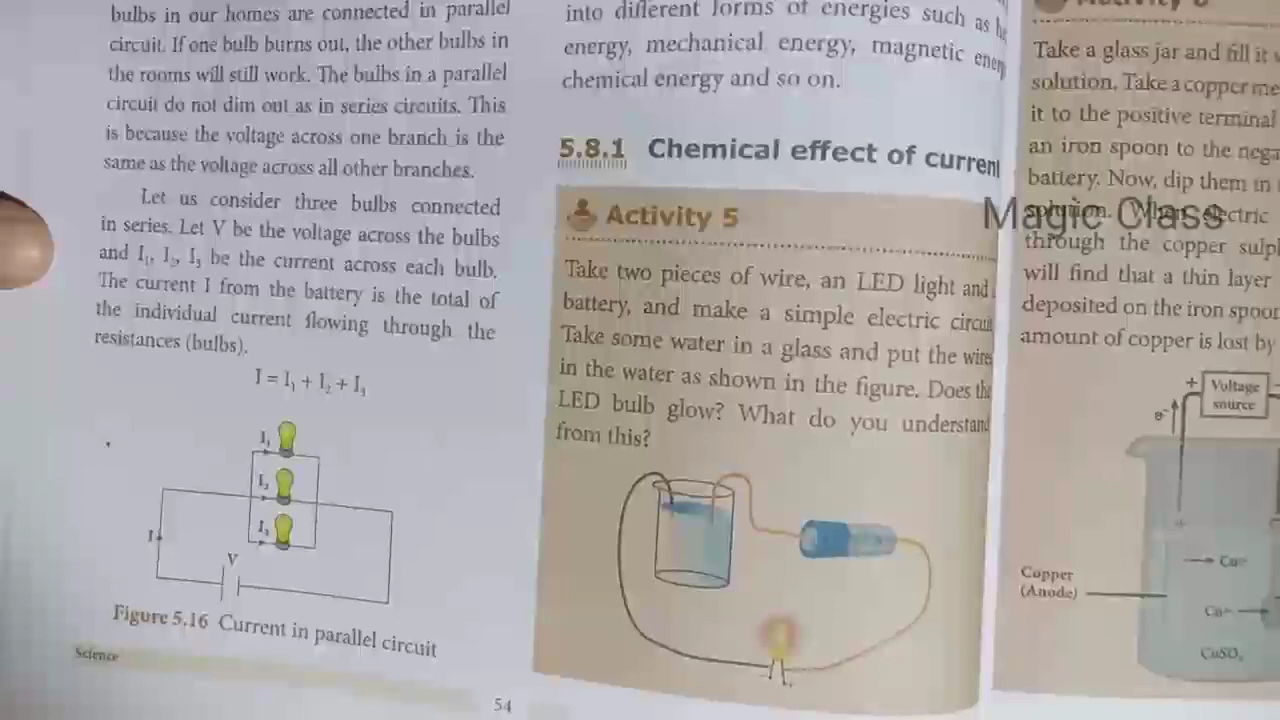 bulbs in our homes are connected in parallel
circuit. If one bulb burns out, the other bulbs in
the rooms will still work. The bulbs in a parallel
circuit do not dim out as in series circuits. This
is because the voltage across one branch is the
same as the voltage across all other branches.
Let us consider three bulbs connected
in series. Let V be the voltage across the bulbs
and I₁, I₂, I₃ be the current across each bulb.
The current I from the battery is the total of
the individual current flowing through the
resistances (bulbs).
I = I₁ + I₂ + I₃
I₁
I₂
I₃
I
V
Figure 5.16 Current in parallel circuit
Science
54
into different forms of energies such as
energy, mechanical energy, magnetic
chemical energy and so on.
5.8.1 Chemical effect of current
Activity 5
Take two pieces of wire, an LED light and
battery, and make a simple electric
Take some water in a glass and put the
in the water as shown in the figure. Does
LED bulb glow? What do you understand
from this?
Take a glass jar and fill it
solution. Take a copper
it to the positive terminal
an iron spoon to the
battery. Now, dip them in
electric
through the copper
will find that a thin layer
deposited on the iron
amount of copper is lost by
Magic Class
+ Voltage
source
e⁻
Copper
(Anode)
CuSO₄